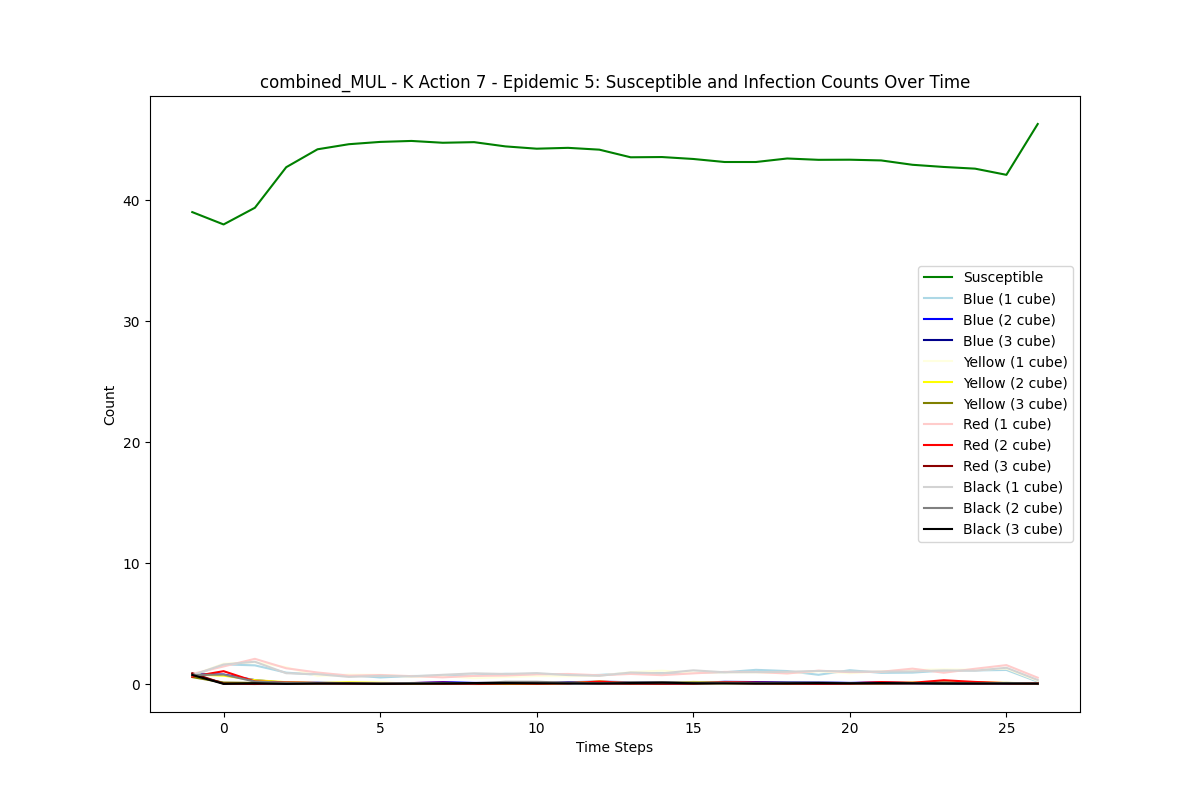 combined_MUL - K Action 7 - Epidemic 5: Susceptible and Infection Counts Over Time
Count
40
30
20
10
0
Susceptible
Blue (1 cube)
Blue (2 cube)
Blue (3 cube)
Yellow (1 cube)
Yellow (2 cube)
Yellow (3 cube)
Red (1 cube)
Red (2 cube)
Red (3 cube)
Black (1 cube)
Black (2 cube)
Black (3 cube)
0 5 10 15 20 25
Time Steps